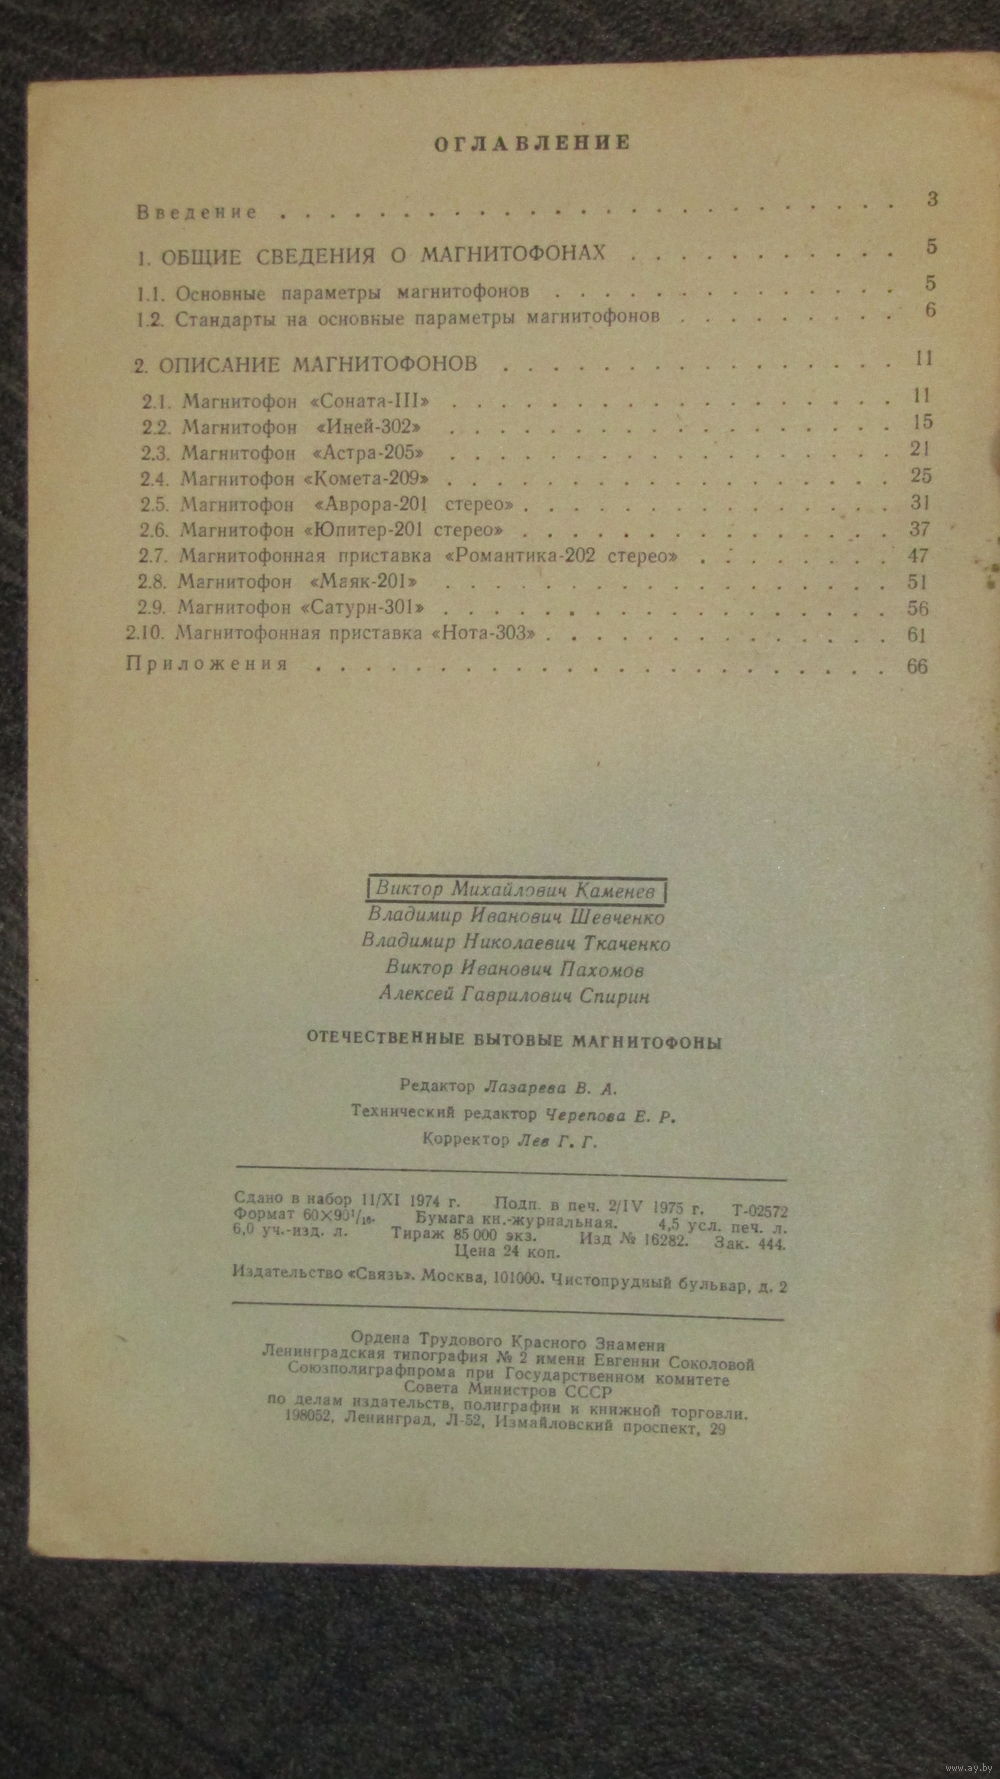 ОГЛАВЛЕНИЕ
Введение . . . . . . . . . . . . . . . . . . . . . . . . . . 3
1. ОБЩИЕ СВЕДЕНИЯ О МАГНИТОФОНАХ . . . . . . . . . . . 5
1.1. Основные параметры магнитофонов . . . . . . . . . . . . . . 5
1.2. Стандарты на основные параметры магнитофонов . . . . . . . . . 6
2. ОПИСАНИЕ МАГНИТОФОНОВ . . . . . . . . . . . . . . . . 11
2.1. Магнитофон «Соната-III» . . . . . . . . . . . . . . . . . . 11
2.2. Магнитофон «Иней-302» . . . . . . . . . . . . . . . . . . 15
2.3. Магнитофон «Астра-205» . . . . . . . . . . . . . . . . . . 21
2.4. Магнитофон «Комета-209» . . . . . . . . . . . . . . . . . . 25
2.5. Магнитофон «Аврора-201 стерео» . . . . . . . . . . . . . . . 31
2.6. Магнитофон «Юпитер-201 стерео» . . . . . . . . . . . . . . . 37
2.7. Магнитофонная приставка «Романтика-202 стерео» . . . . . . . . 47
2.8. Магнитофон «Маяк-201» . . . . . . . . . . . . . . . . . . 51
2.9. Магнитофон «Сатурн-301» . . . . . . . . . . . . . . . . . . 56
2.10. Магнитофонная приставка «Нота-303» . . . . . . . . . . . . . . 61
Приложения . . . . . . . . . . . . . . . . . . . . . . . . 66
Виктор Михайлович Каменев
Владимир Иванович Шевченко
Владимир Николаевич Ткаченко
Виктор Иванович Пахомов
Алексей Гаврилович Спирин
ОТЕЧЕСТВЕННЫЕ БЫТОВЫЕ МАГНИТОФОНЫ
Редактор Лазарева В. А.
Технический редактор Черепова Е. Р.
Корректор Лев Г. Г.
Сдано в набор 11/XI 1974 г. Подп. в печ. 2/IV 1975 г. Т-02572
Формат 60×90¹/₁₆. Бумага кн.-журнальная. 4,5 усл. печ. л.
6,0 уч.-изд. л. Тираж 85 000 экз. Изд № 16282. Зак. 444.
Цена 24 коп.
Издательство «Связь». Москва, 101000. Чистопрудный бульвар, д. 2
Ордена Трудового Красного Знамени
Ленинградская типография № 2 имени Евгении Соколовой
Союзполиграфпрома при Государственном комитете
Совета Министров СССР
по делам издательств, полиграфии и книжной торговли.
198052, Ленинград, Л-52, Измайловский проспект, 29
www.ay.by